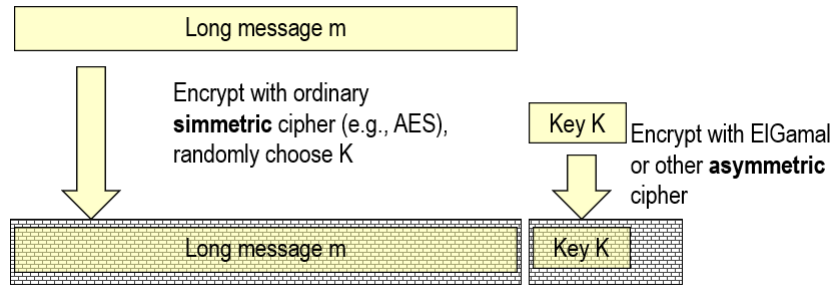 Long message m
Encrypt with ordinary
simmetric cipher (e.g., AES),
randomly choose K
Key K
Encrypt with ElGamal
or other asymmetric
cipher
Long message m
Key K